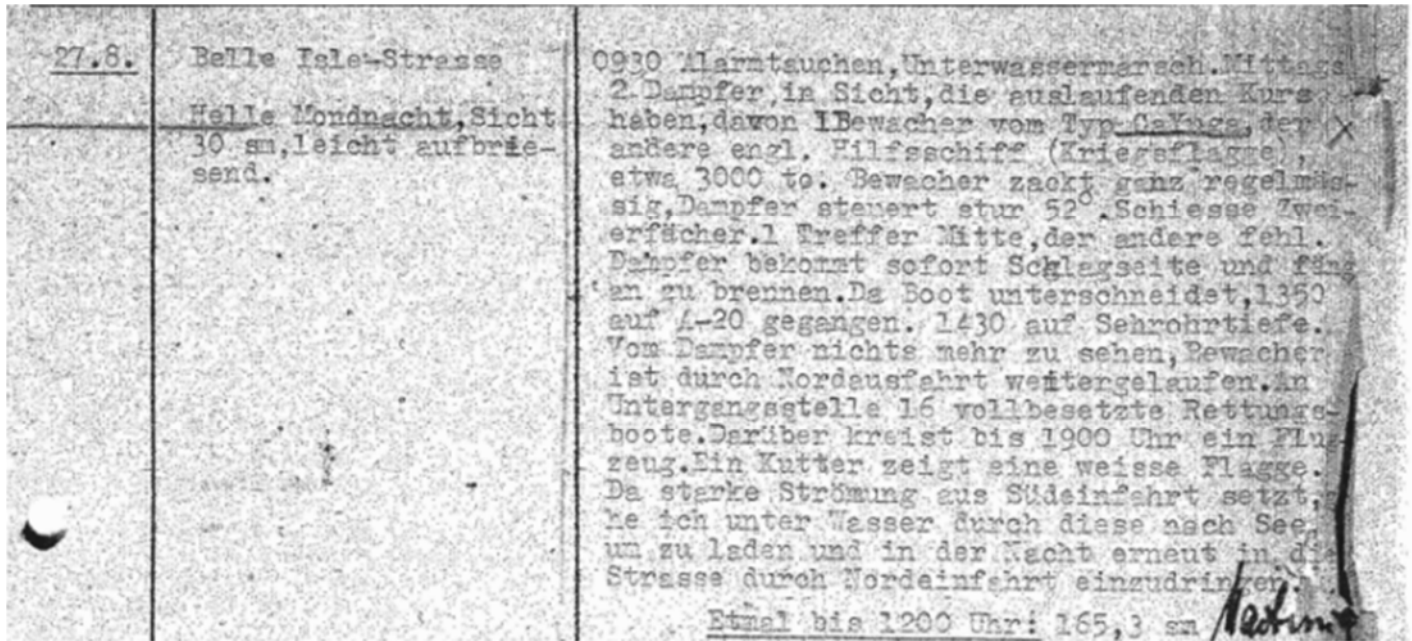 27.8.
Belle Isle-Strasse
Helle Mondnacht,Sicht
30 sm,leicht aufbrie-
send.
0930 Alarmtauchen,Unterwassermarsch.Mittags
2 Dampfer in Sicht,die auslaufenden Kurs
haben,davon 1Bewacher vom Typ CaYuga,der
andere engl. Hilfsschiff (Kriegsflagge),
etwa 3000 to. Bewacher zackt ganz regelmäs-
sig,Dampfer steuert stur 52°.Schiesse Zwei-
erfächer.1 Treffer Mitte,der andere fehl.
Dampfer bekommt sofort Schlagseite und fäng
an zu brennen.Da Boot unterschneidet,1350
auf A-20 gegangen. 1430 auf Sehrohrtiefe.
Vom Dampfer nichts mehr zu sehen,Bewacher
ist durch Nordausfahrt weitergelaufen.An
Untergangsstelle 16 vollbesetzte Rettungs-
boote.Darüber kreist bis 1900 Uhr ein Flug-
zeug.Ein Kutter zeigt eine weisse Flagge.
Da starke Strömung aus Südeinfahrt setzt,
he ich unter Wasser durch diese nach See,
um zu laden und in der Nacht erneut in die
Strasse durch Nordeinfahrt einzudringen.
Etmal bis 1200 Uhr: 165,3 sm